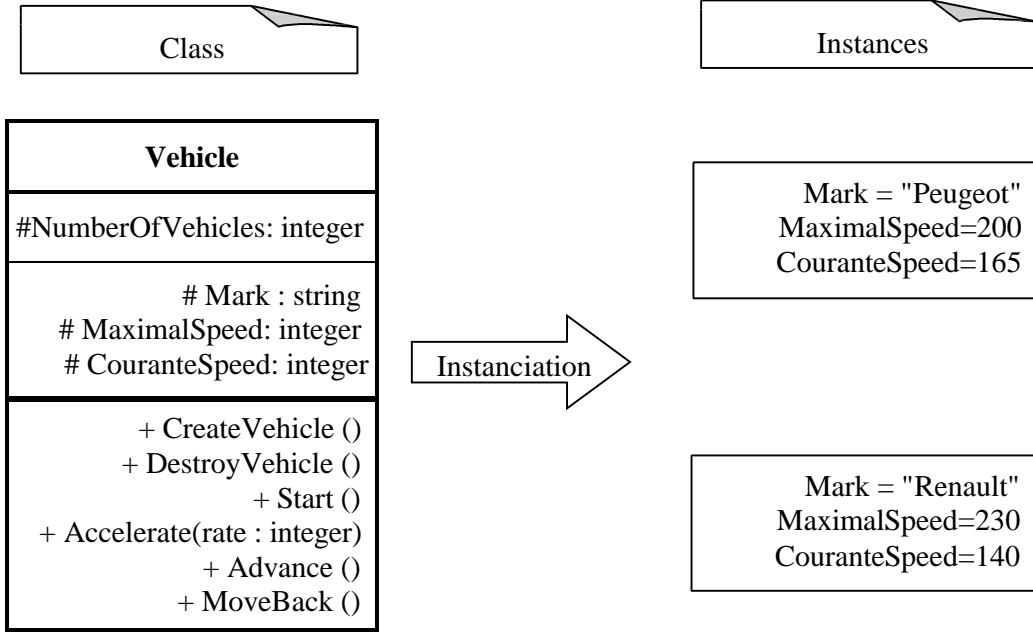 Class
Instances
Vehicle
#NumberOfVehicles: integer
# Mark : string
# MaximalSpeed: integer
# CouranteSpeed: integer
+ CreateVehicle ()
+ DestroyVehicle ()
+ Start ()
+ Accelerate(rate : integer)
+ Advance ()
+ MoveBack ()
Instanciation
Mark = "Peugeot"
MaximalSpeed=200
CouranteSpeed=165
Mark = "Renault"
MaximalSpeed=230
CouranteSpeed=140